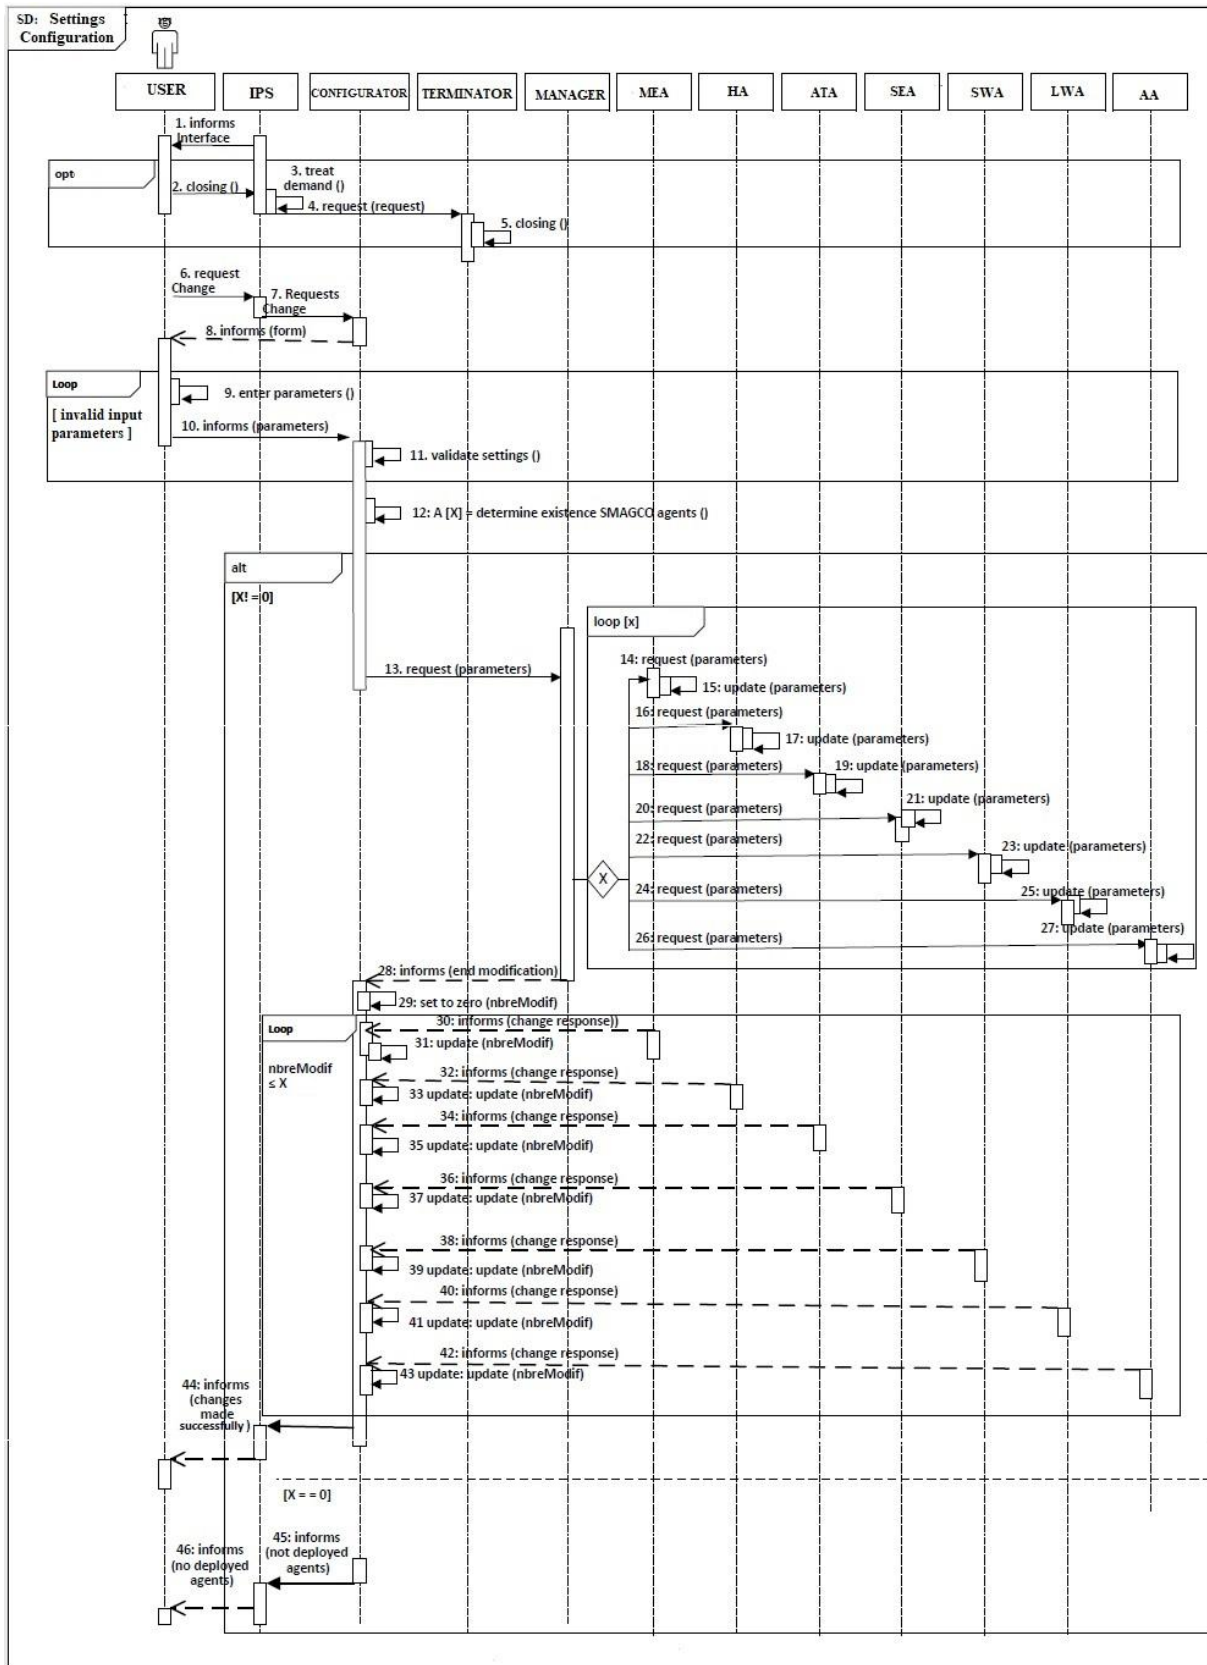 SD: Settings
Configuration
USER
IPS
CONFIGURATOR
TERMINATOR
MANAGER
MEA
HA
ATA
SEA
SWA
LWA
AA
1. informs
Interface
opt
2. closing ()
3. treat
demand ()
4. request (request)
5. closing ()
6. request
Change
7. Requests
Change
8. informs (form)
Loop
[ invalid input
parameters ]
9. enter parameters ()
10. informs (parameters)
11. validate settings ()
12: A [X] = determine existence SMAGCO agents ()
alt
[X! = 0]
loop [x]
13. request (parameters)
14: request (parameters)
15: update (parameters)
16: request (parameters)
17: update (parameters)
18: request (parameters)
19: update (parameters)
20: request (parameters)
21: update (parameters)
22: request (parameters)
23: update (parameters)
X
24: request (parameters)
25: update (parameters)
26: request (parameters)
27: update (parameters)
28: informs (end modification)
29: set to zero (nbreModif)
Loop
nbreModif
≤ X
30: informs (change response))
31: update (nbreModif)
32: informs (change response)
33 update: update (nbreModif)
34: informs (change response)
35 update: update (nbreModif)
36: informs (change response)
37 update: update (nbreModif)
38: informs (change response)
39 update: update (nbreModif)
40: informs (change response)
41 update: update (nbreModif)
42: informs (change response)
43 update: update (nbreModif)
44: informs
(changes
made
successfully )
[X = = 0]
45: informs
(not deployed
agents)
46: informs
(no deployed
agents)